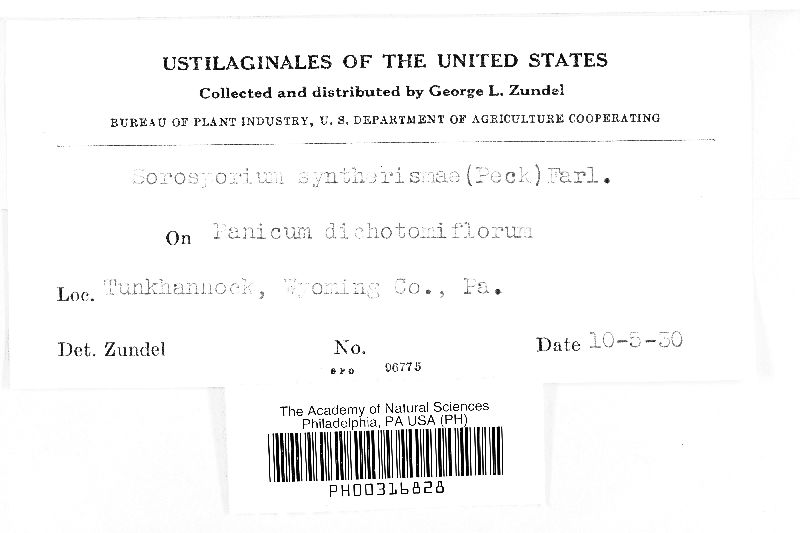 USTILAGINALES OF THE UNITED STATES
Collected and distributed by George L. Zundel
BUREAU OF PLANT INDUSTRY, U. S. DEPARTMENT OF AGRICULTURE COOPERATING
Sorosporium syntherismae (Peck) Farl.
On Panicum dichotomiflorum
Loc. Tunkhannock, Wyoming Co., Pa.
Det. Zundel No. Date 10-5-30
GPO 96775
The Academy of Natural Sciences
Philadelphia, PA USA (PH)
PH00316828